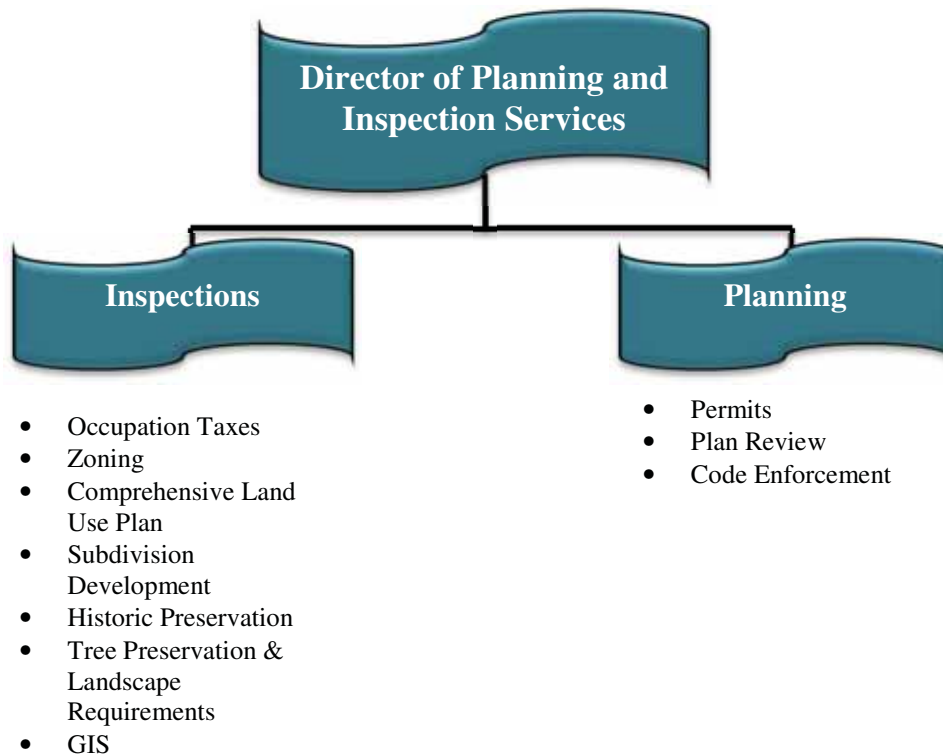 Director of Planning and
Inspection Services
Inspections
• Occupation Taxes
• Zoning
• Comprehensive Land
Use Plan
• Subdivision
Development
• Historic Preservation
• Tree Preservation &
Landscape
Requirements
• GIS
Planning
• Permits
• Plan Review
• Code Enforcement